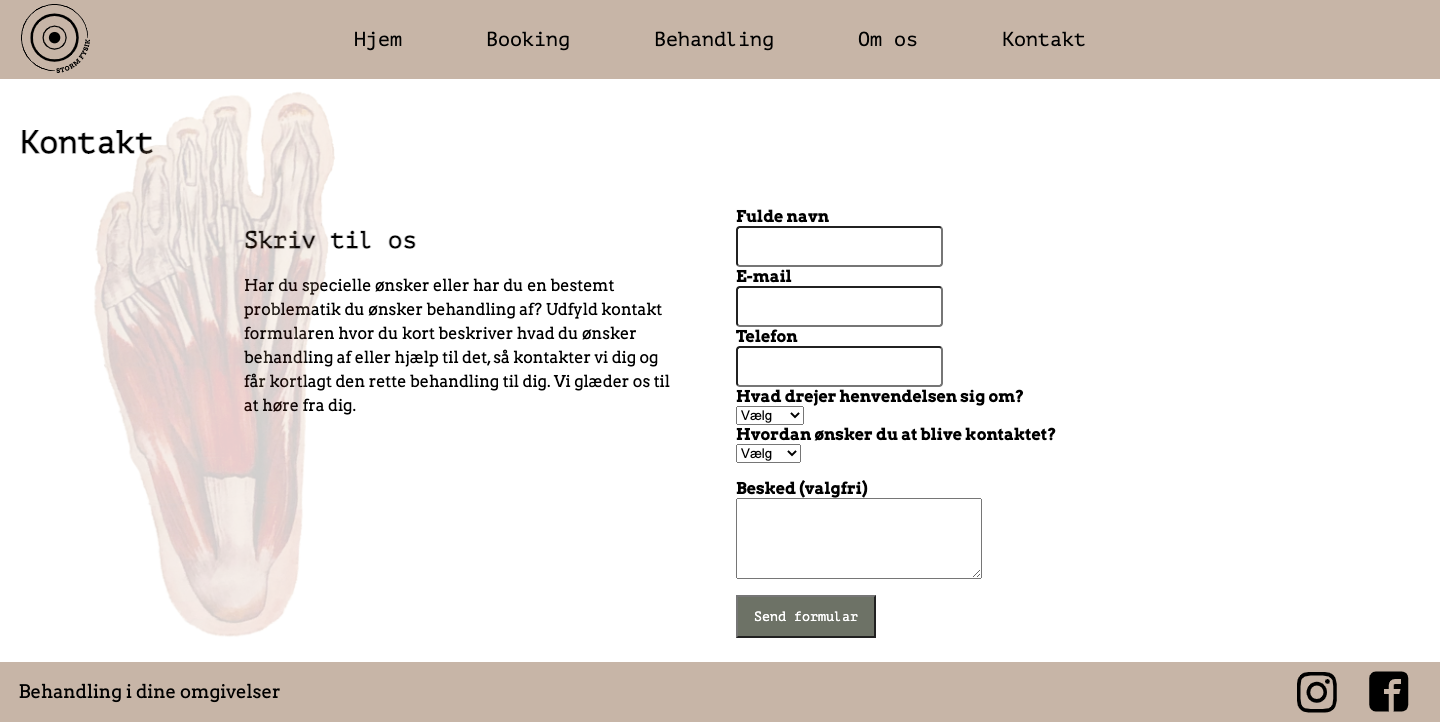 STORM FYSIK
Hjem
Booking
Behandling
Om os
Kontakt
Kontakt
Skriv til os
Har du specielle ønsker eller har du en bestemt
problematik du ønsker behandling af? Udfyld kontakt
formularen hvor du kort beskriver hvad du ønsker
behandling af eller hjælp til det, så kontakter vi dig og
får kortlagt den rette behandling til dig. Vi glæder os til
at høre fra dig.
Fulde navn
E-mail
Telefon
Hvad drejer henvendelsen sig om?
Vælg
Hvordan ønsker du at blive kontaktet?
Vælg
Besked (valgfri)
Send formular
Behandling i dine omgivelser